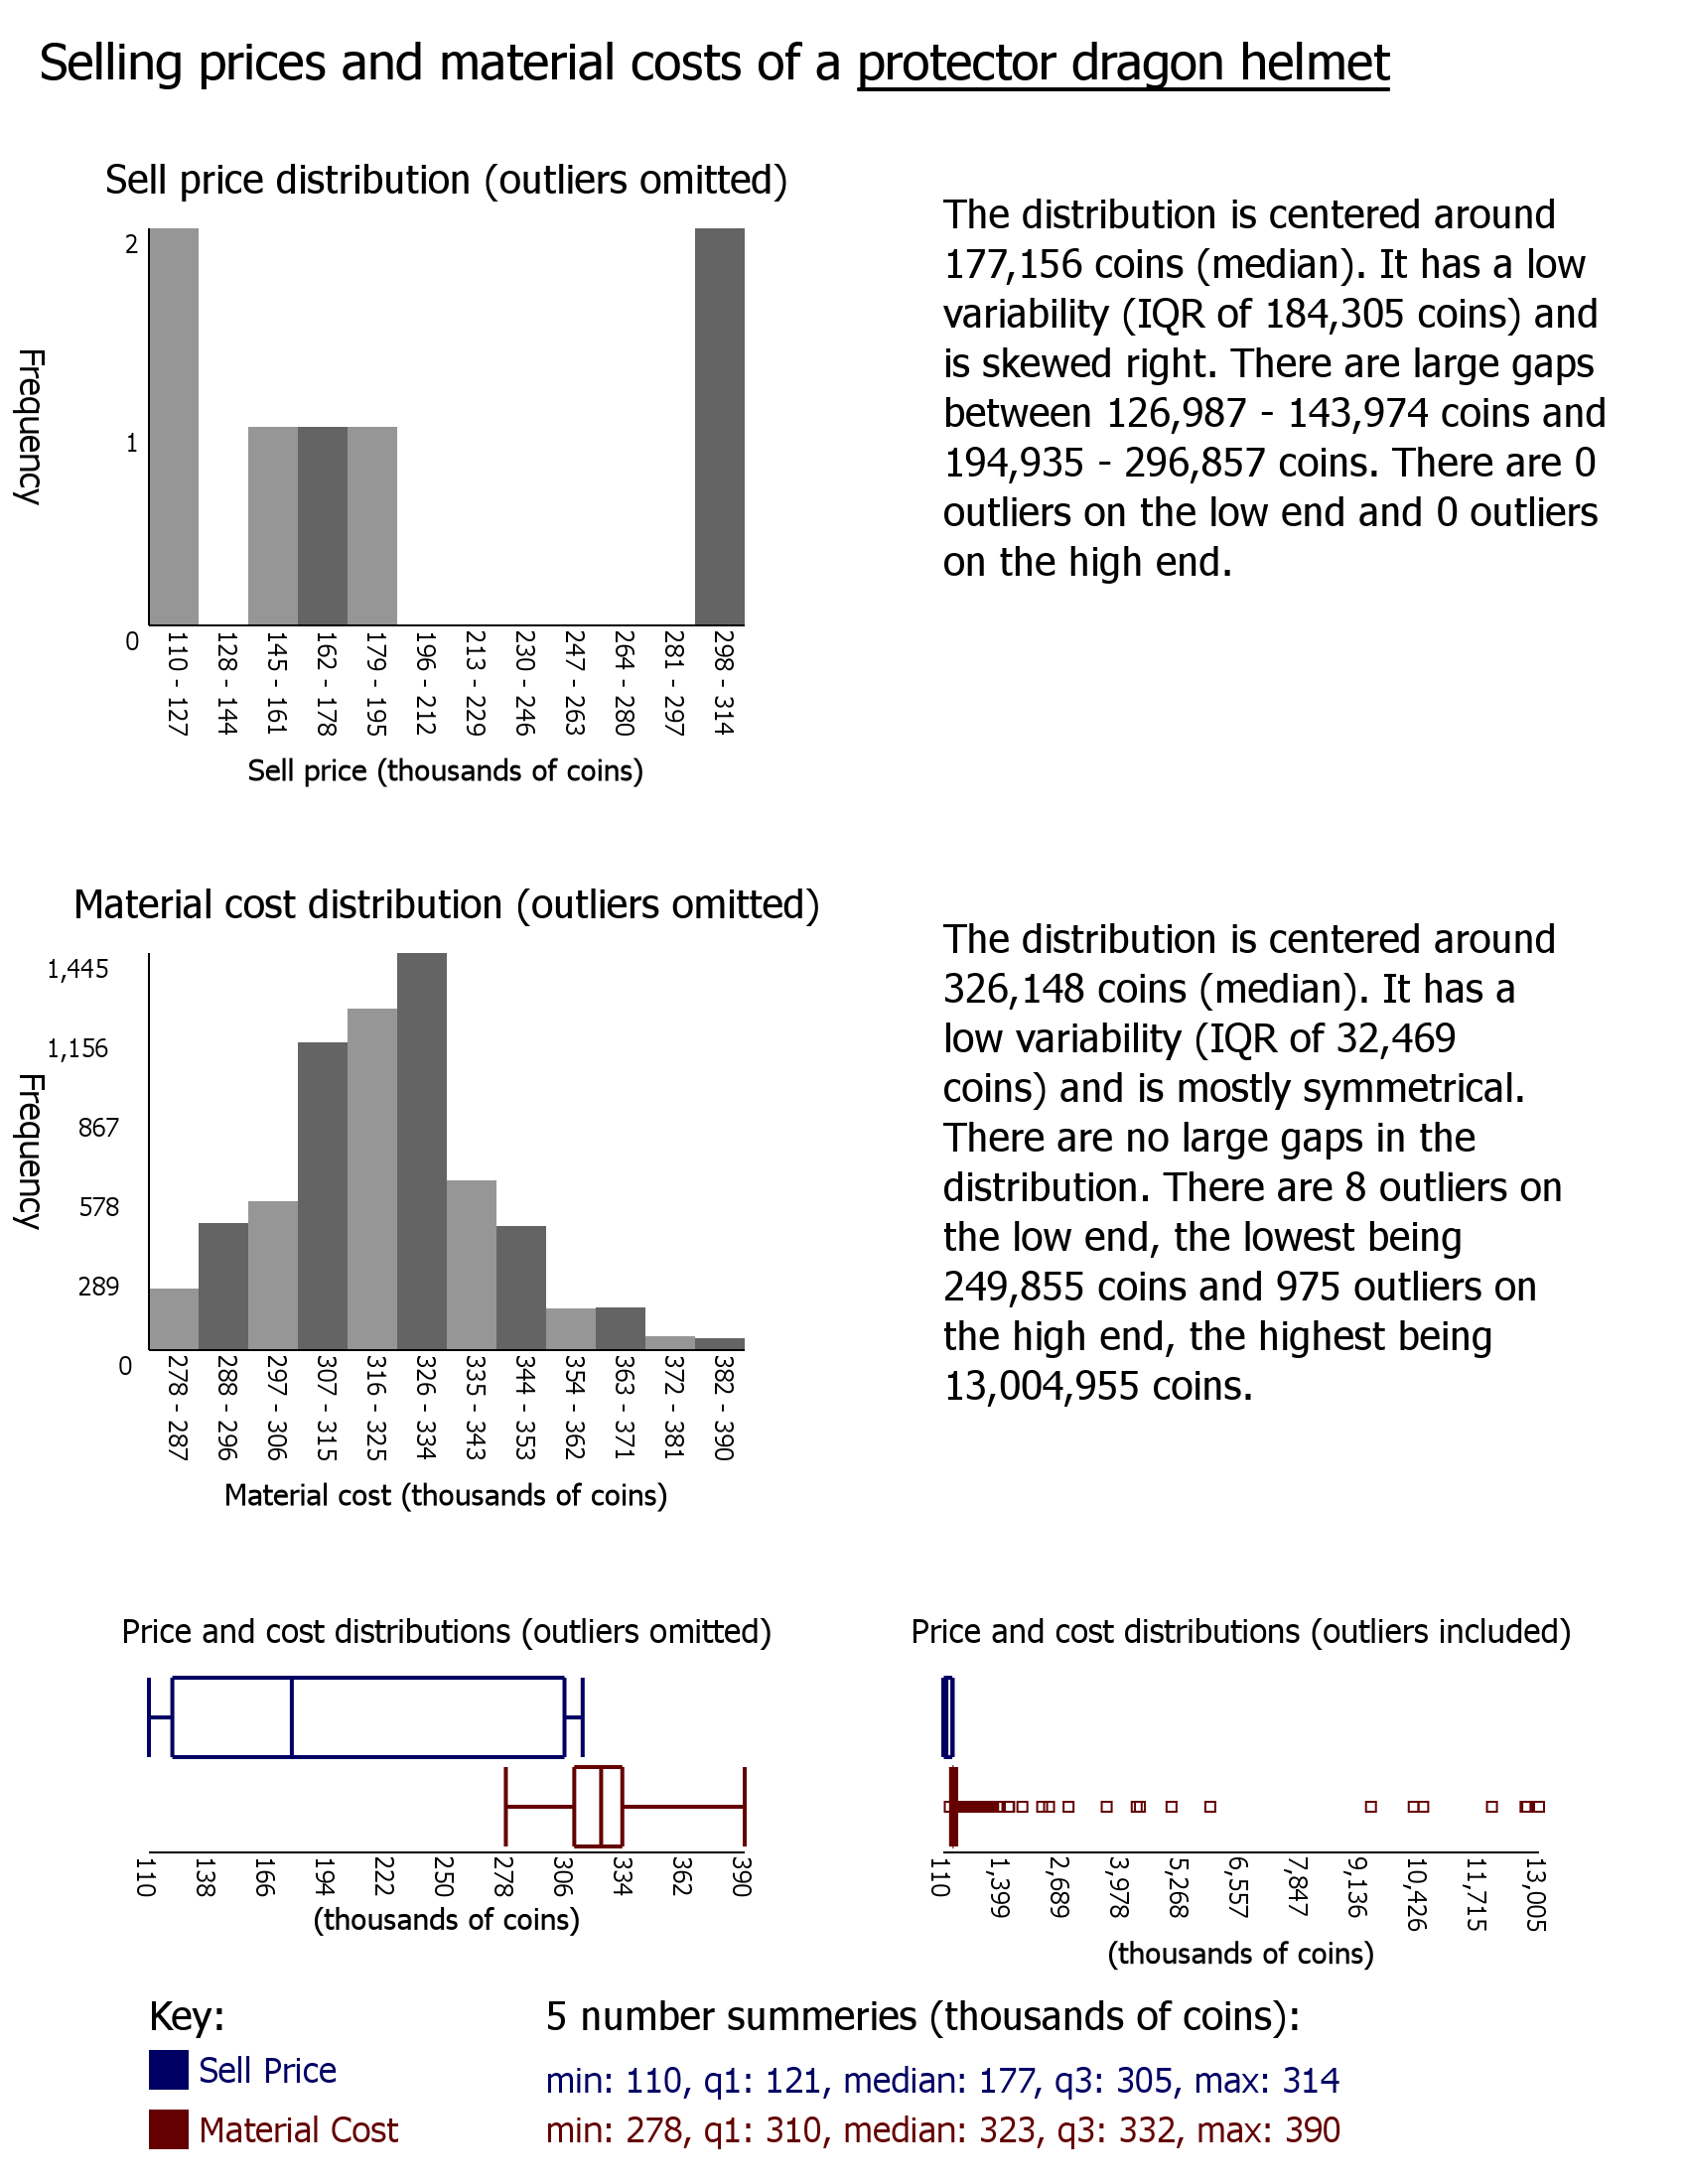 Selling prices and material costs of a protector dragon helmet
Sell price distribution (outliers omitted)
2
1
0
Frequency
110 - 127
128 - 144
145 - 161
162 - 178
179 - 195
196 - 212
213 - 229
230 - 246
247 - 263
264 - 280
281 - 297
298 - 314
Sell price (thousands of coins)
The distribution is centered around
177,156 coins (median). It has a low
variability (IQR of 184,305 coins) and
is skewed right. There are large gaps
between 126,987 - 143,974 coins and
194,935 - 296,857 coins. There are 0
outliers on the low end and 0 outliers
on the high end.
Material cost distribution (outliers omitted)
1,445
1,156
867
578
289
0
Frequency
278 - 287
288 - 296
297 - 306
307 - 315
316 - 325
326 - 334
335 - 343
344 - 353
354 - 362
363 - 371
372 - 381
382 - 390
Material cost (thousands of coins)
The distribution is centered around
326,148 coins (median). It has a
low variability (IQR of 32,469
coins) and is mostly symmetrical.
There are no large gaps in the
distribution. There are 8 outliers on
the low end, the lowest being
249,855 coins and 975 outliers on
the high end, the highest being
13,004,955 coins.
Price and cost distributions (outliers omitted)
110
138
166
194
222
250
278
306
334
362
390
(thousands of coins)
Price and cost distributions (outliers included)
110
1,399
2,689
3,978
5,268
6,557
7,847
9,136
10,426
11,715
13,005
(thousands of coins)
Key:
Sell Price
Material Cost
5 number summeries (thousands of coins):
min: 110, q1: 121, median: 177, q3: 305, max: 314
min: 278, q1: 310, median: 323, q3: 332, max: 390